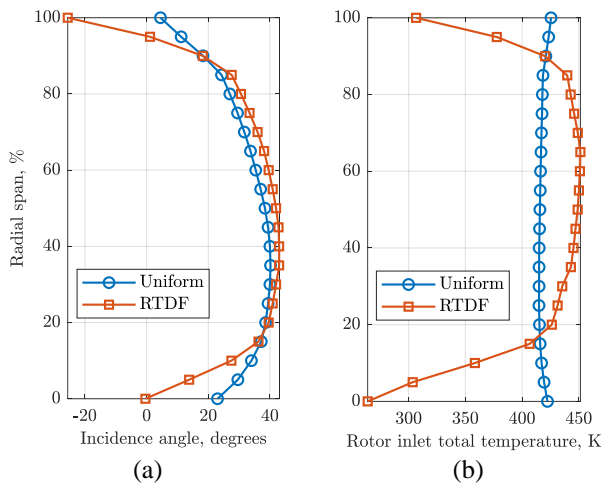 100
80
60
40
20
0
Radial span, %
Uniform
RTDF
-20
0
20
40
Incidence angle, degrees
(a)
100
80
60
40
20
0
Uniform
RTDF
300
350
400
450
Rotor inlet total temperature, K
(b)